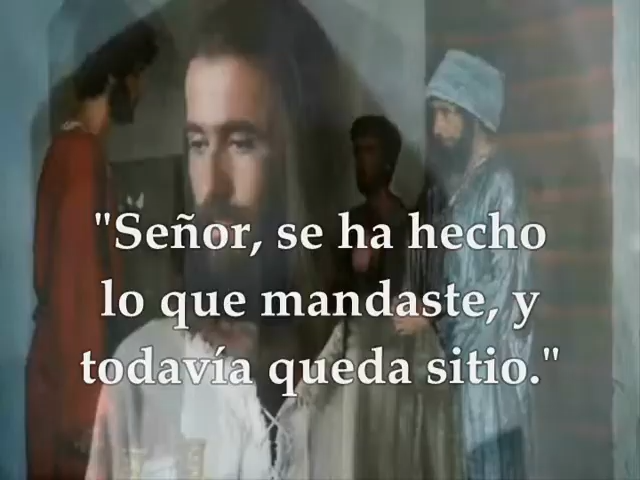 "Señor, se ha hecho
lo que mandaste, y
todavía queda sitio."